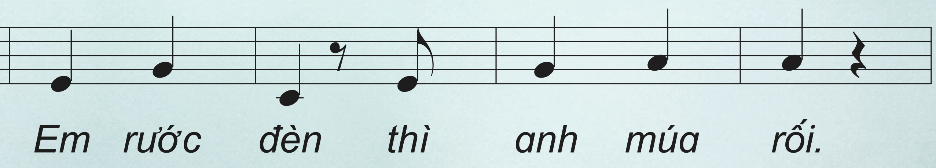 Em rước đèn thì anh múa rối.